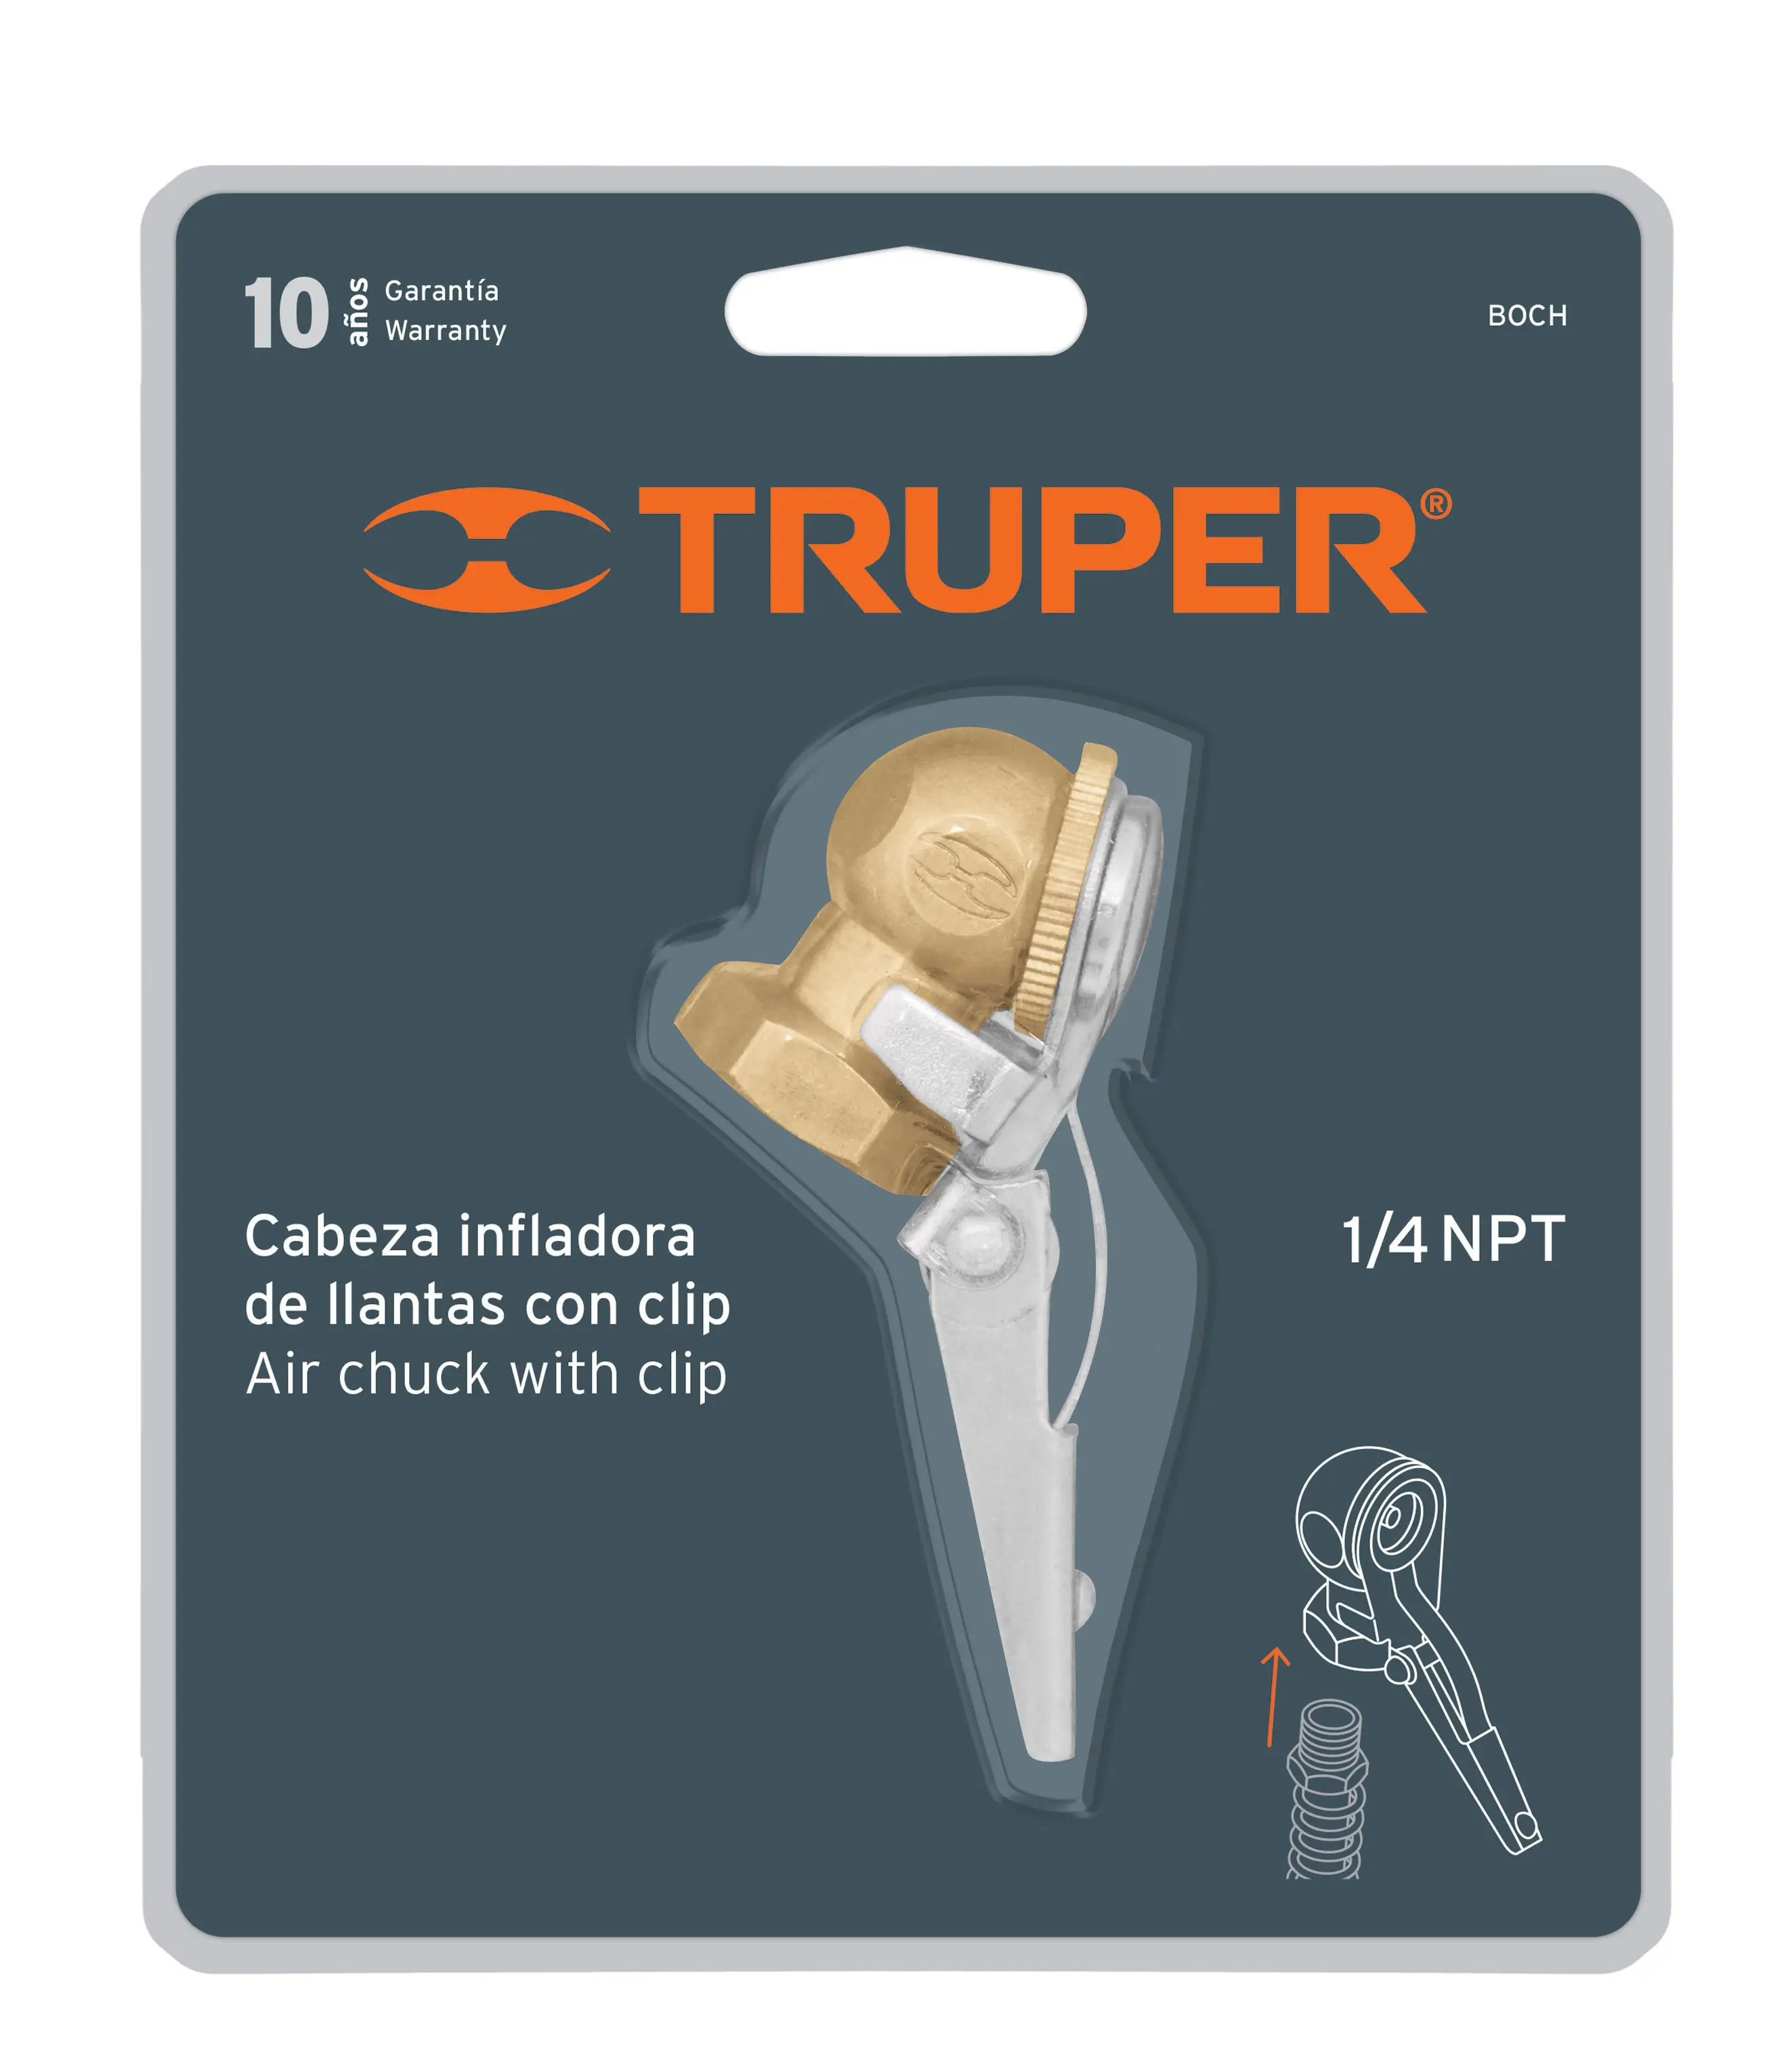 10 años Garantía
Warranty
BOCH
TRUPER®
Cabeza infladora
de llantas con clip
Air chuck with clip
1/4 NPT